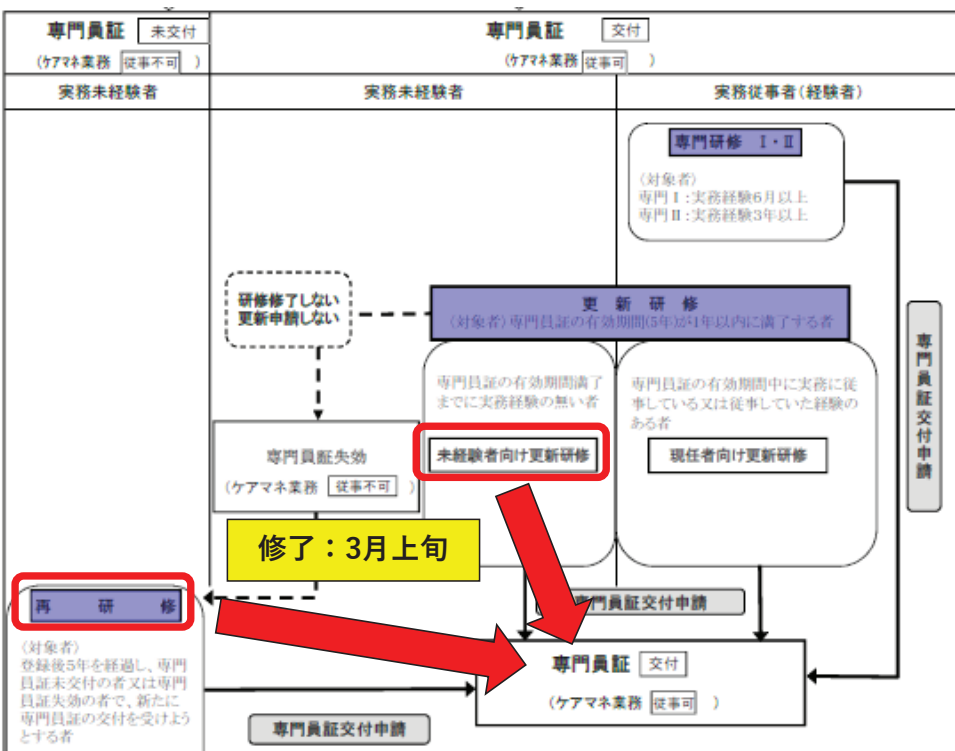 専門員証 未交付
(ケアマネ業務 従事不可 )
専門員証 交付
(ケアマネ業務 従事可 )
実務未経験者
実務未経験者
実務従事者(経験者)
専門研修 Ⅰ・Ⅱ
〈対象者〉
専門Ⅰ:実務経験6月以上
専門Ⅱ:実務経験3年以上
研修修了しない
更新申請しない
更新研修
〈対象者〉専門員証の有効期間(5年)が1年以内に満了する者
専門員証の有効期間満了
までに実務経験の無い者
未経験者向け更新研修
専門員証の有効期間中に実務に従
事している又は従事していた経験の
ある者
現任者向け更新研修
専門員証交付申請
専門員証失効
(ケアマネ業務 従事不可 )
修了:3月上旬
再研修
〈対象者〉
登録後5年を経過し、専門
員証未交付の者又は専門
員証失効の者で、新たに
専門員証の交付を受けよう
とする者
門員証交付申請
専門員証 交付
(ケアマネ業務 従事可 )
専門員証交付申請